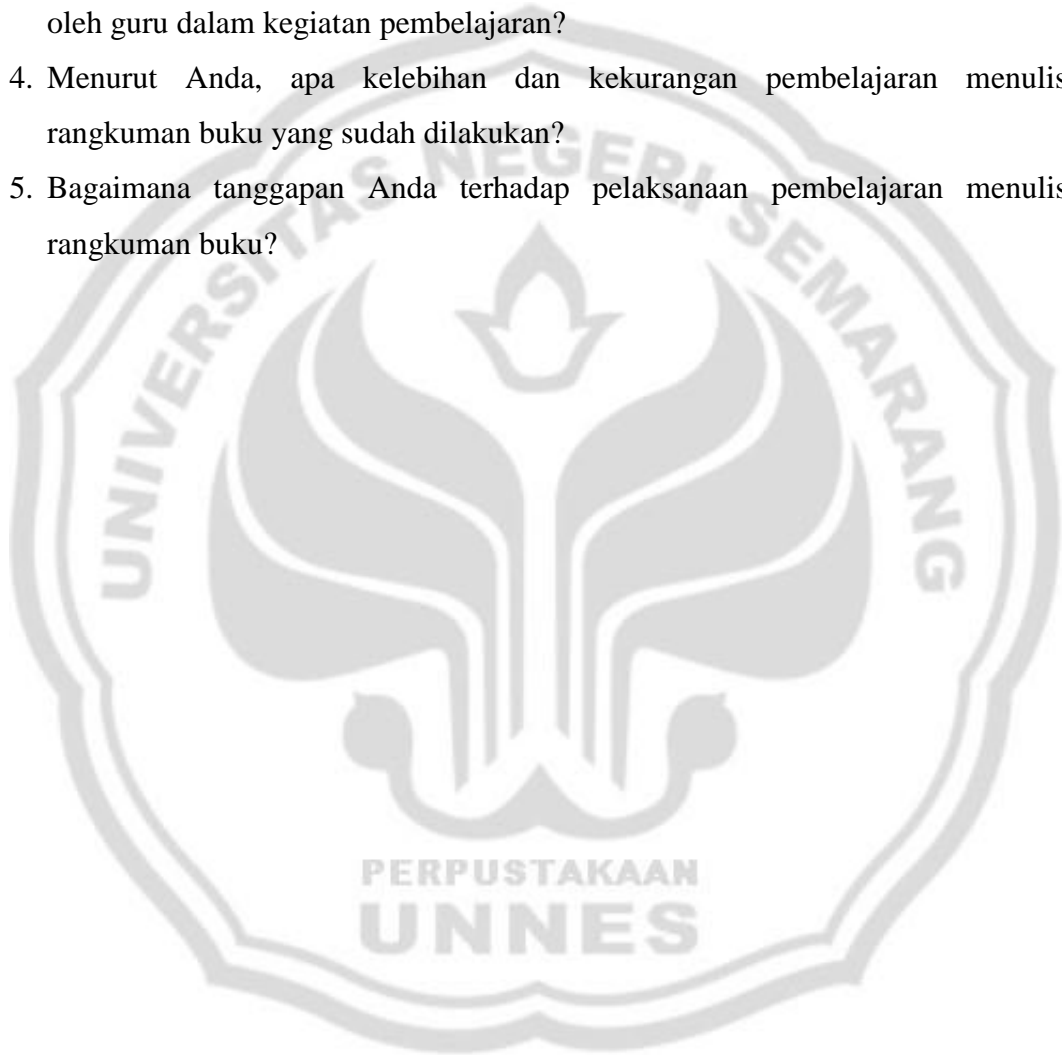 oleh guru dalam kegiatan pembelajaran?
4. Menurut Anda, apa kelebihan dan kekurangan pembelajaran menulis
rangkuman buku yang sudah dilakukan?
5. Bagaimana tanggapan Anda terhadap pelaksanaan pembelajaran menulis
rangkuman buku?
UNIVERSITAS NEGERI SEMARANG
PERPUSTAKAAN
UNNES